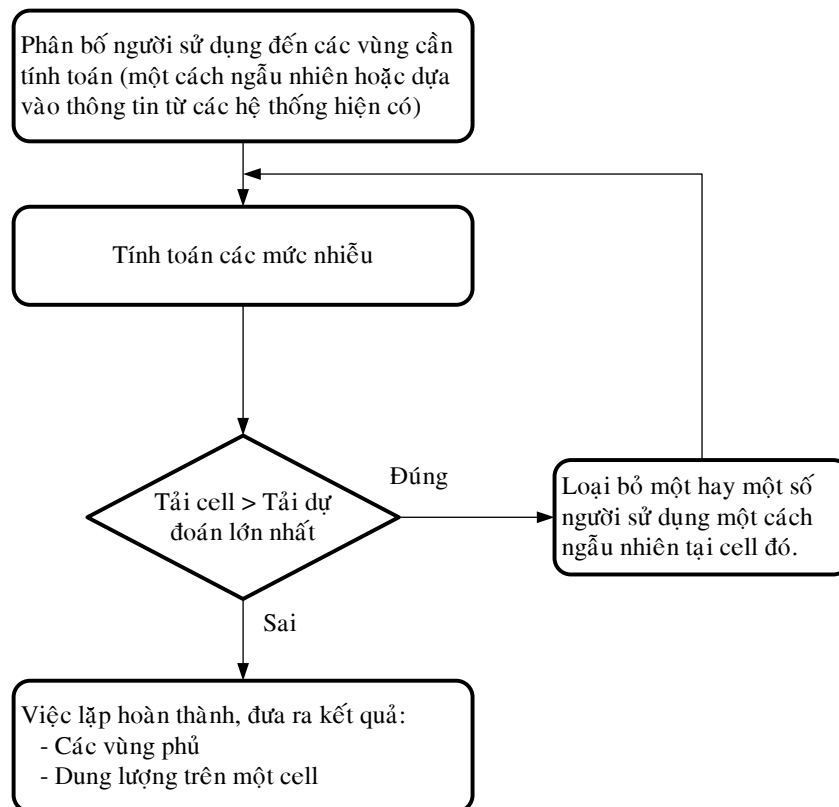 Phân bố người sử dụng đến các vùng cần
tính toán (một cách ngẫu nhiên hoặc dựa
vào thông tin từ các hệ thống hiện có)
Tính toán các mức nhiễu
Tải cell > Tải dự
đoán lớn nhất
Đúng
Loại bỏ một hay một số
người sử dụng một cách
ngẫu nhiên tại cell đó.
Sai
Việc lặp hoàn thành, đưa ra kết quả:
- Các vùng phủ
- Dung lượng trên một cell